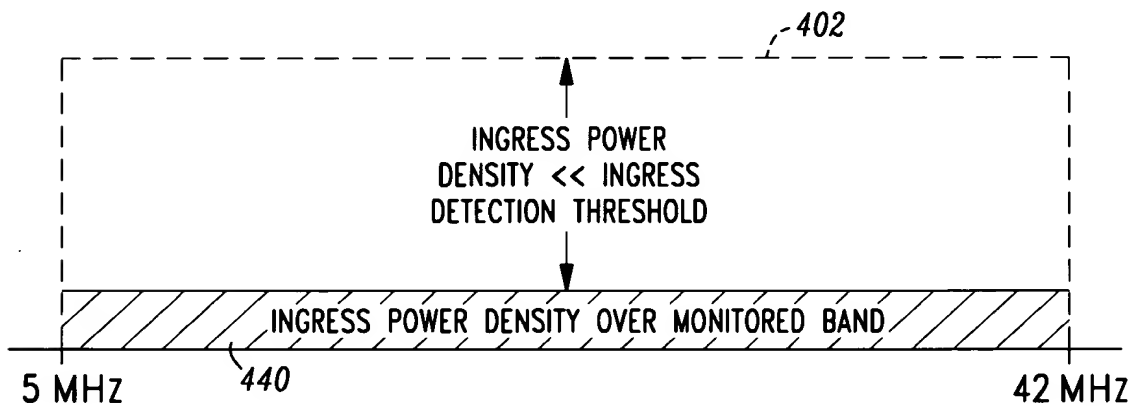 402
INGRESS POWER
DENSITY << INGRESS
DETECTION THRESHOLD
INGRESS POWER DENSITY OVER MONITORED BAND
5 MHz
440
42 MHz